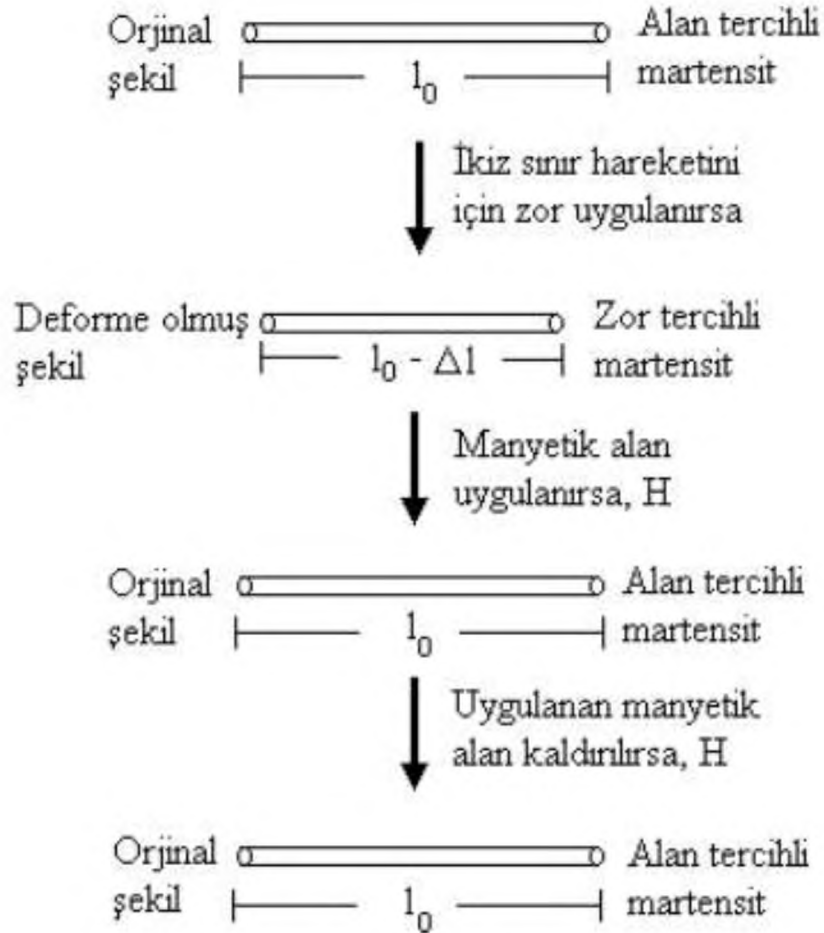 Orjinal
şekil
l₀
Alan tercihli
martensit
İkiz sınır hareketini
için zor uygulanırsa
Deforme olmuş
şekil
l₀ - Δl
Zor tercihli
martensit
Manyetik alan
uygulanırsa, H
Orjinal
şekil
l₀
Alan tercihli
martensit
Uygulanan manyetik
alan kaldırılırsa, H
Orjinal
şekil
l₀
Alan tercihli
martensit